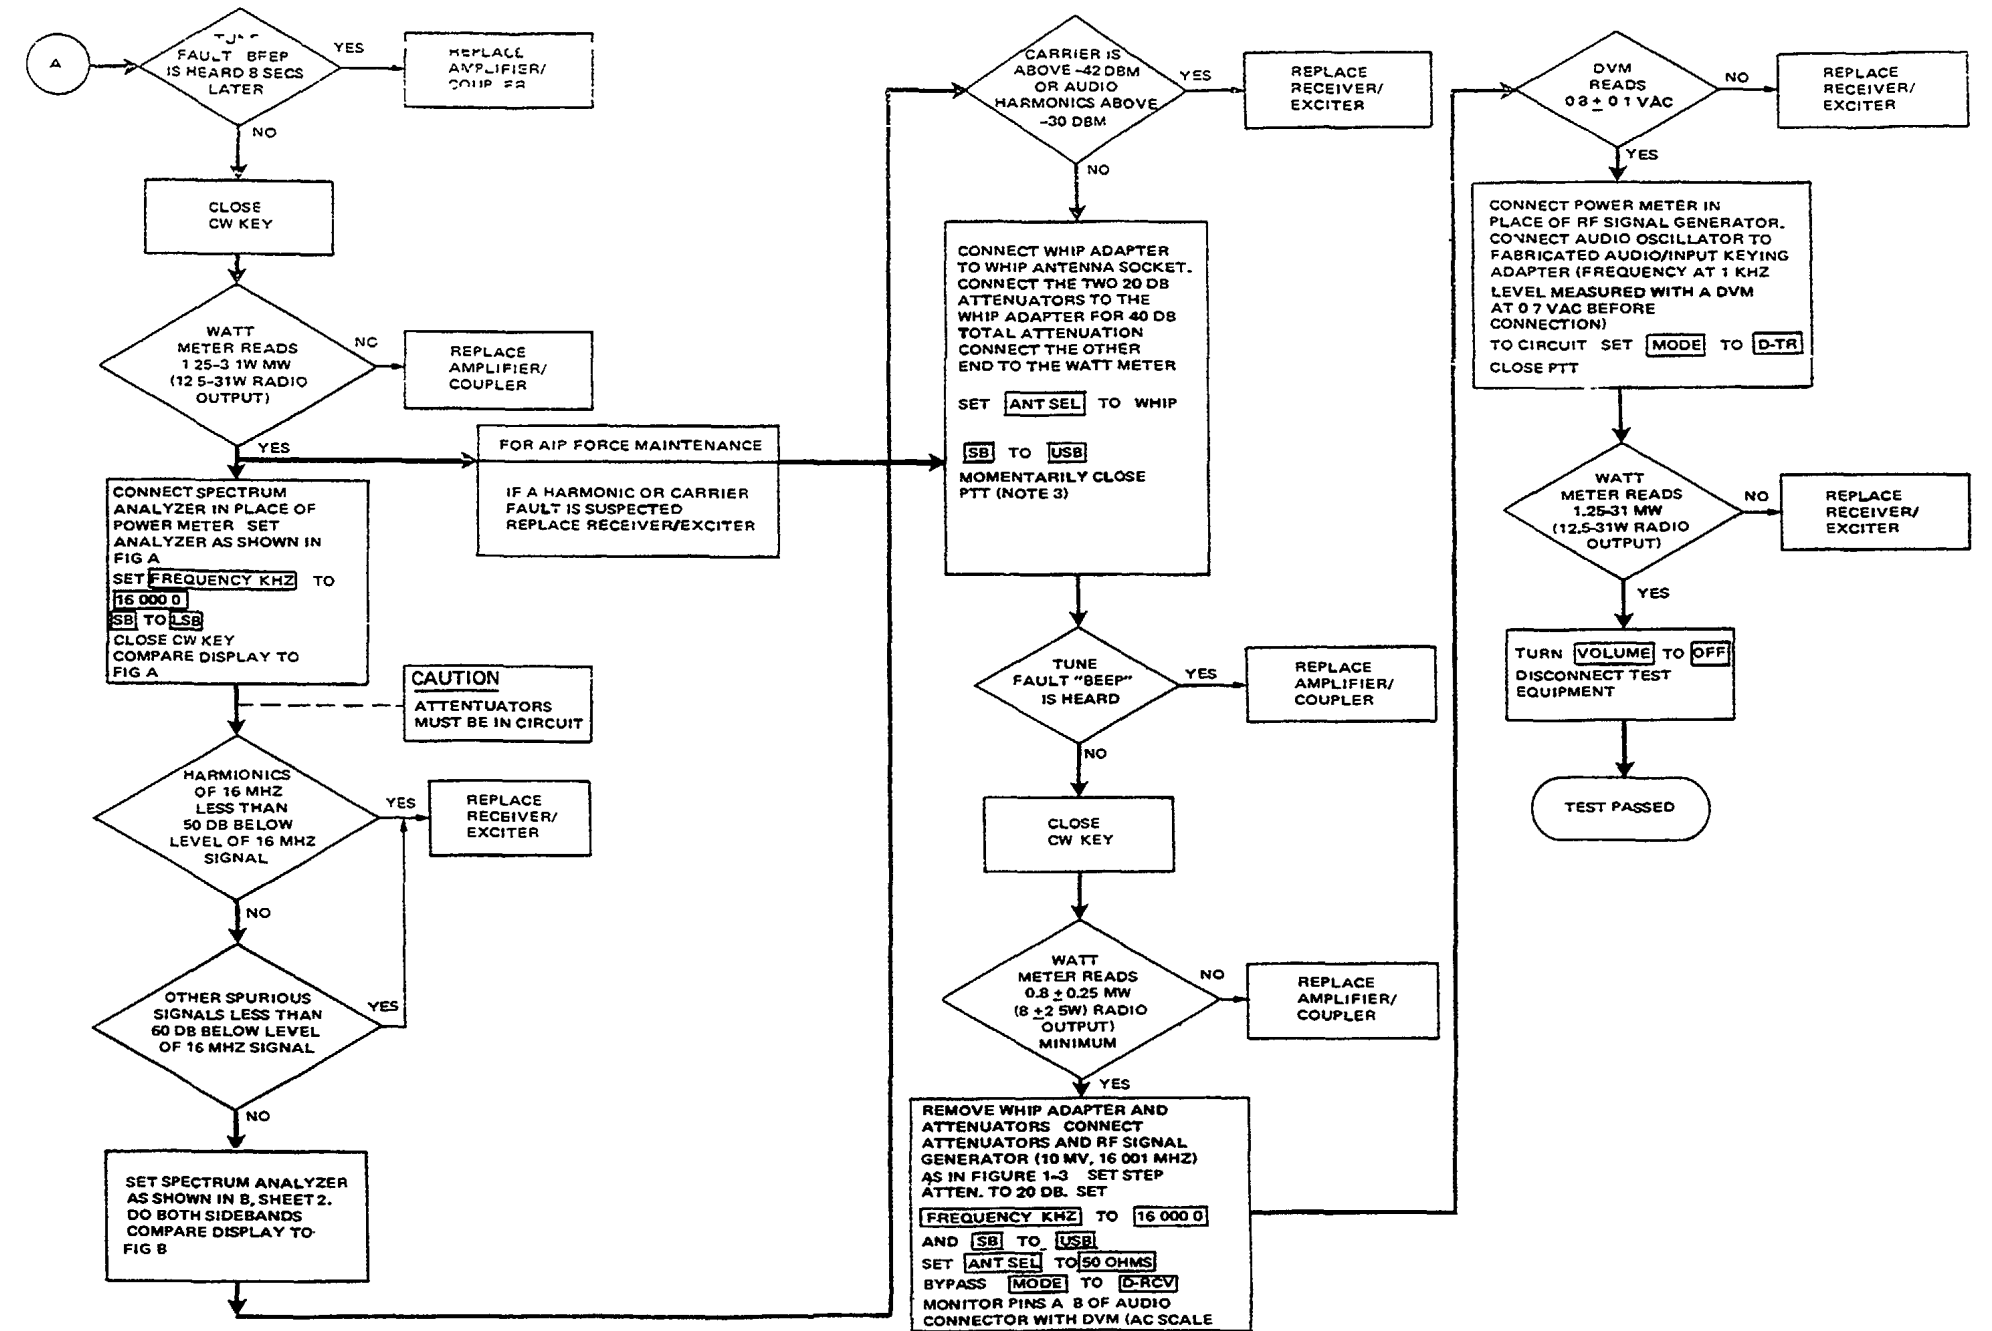 A
FAULT BEEP
IS HEARD 8 SECS
LATER
YES
REPLACE
AMPLIFIER/
COUPLER
NO
CLOSE
CW KEY
WATT
METER READS
1 25-3 1W MW
(12 5-31W RADIO
OUTPUT)
NC
REPLACE
AMPLIFIER/
COUPLER
YES
FOR AIP FORCE MAINTENANCE
IF A HARMONIC OR CARRIER
FAULT IS SUSPECTED
REPLACE RECEIVER/EXCITER
CONNECT SPECTRUM
ANALYZER IN PLACE OF
POWER METER SET
ANALYZER AS SHOWN IN
FIG A
SET FREQUENCY KHZ TO
16 000 0
SB TO LSB
CLOSE CW KEY
COMPARE DISPLAY TO
FIG A
CAUTION
ATTENTUATORS
MUST BE IN CIRCUIT
HARMIONICS
OF 16 MHZ
LESS THAN
50 DB BELOW
LEVEL OF 16 MHZ
SIGNAL
YES
REPLACE
RECEIVER/
EXCITER
NO
OTHER SPURIOUS
SIGNALS LESS THAN
60 DB BELOW LEVEL
OF 16 MHZ SIGNAL
YES
NO
SET SPECTRUM ANALYZER
AS SHOWN IN B, SHEET 2.
DO BOTH SIDEBANDS
COMPARE DISPLAY TO
FIG B
CARRIER IS
ABOVE -42 DBM
OR AUDIO
HARMONICS ABOVE
-30 DBM
YES
REPLACE
RECEIVER/
EXCITER
NO
CONNECT WHIP ADAPTER
TO WHIP ANTENNA SOCKET.
CONNECT THE TWO 20 DB
ATTENUATORS TO THE
WHIP ADAPTER FOR 40 DB
TOTAL ATTENUATION
CONNECT THE OTHER
END TO THE WATT METER
SET ANT SEL TO WHIP
SB TO USB
MOMENTARILY CLOSE
PTT (NOTE 3)
TUNE
FAULT "BEEP"
IS HEARD
YES
REPLACE
AMPLIFIER/
COUPLER
NO
CLOSE
CW KEY
WATT
METER READS
0.8 ± 0.25 MW
(8 ±2 5W) RADIO
OUTPUT)
MINIMUM
NO
REPLACE
AMPLIFIER/
COUPLER
YES
REMOVE WHIP ADAPTER AND
ATTENUATORS CONNECT
ATTENUATORS AND RF SIGNAL
GENERATOR (10 MV, 16 001 MHZ)
AS IN FIGURE 1-3 SET STEP
ATTEN. TO 20 DB. SET
FREQUENCY KHZ TO 16 000 0
AND SB TO USB
SET ANT SEL TO 50 OHMS
BYPASS MODE TO D-RCV
MONITOR PINS A B OF AUDIO
CONNECTOR WITH DVM (AC SCALE
DVM
READS
0 8 ± 0 1 VAC
NO
REPLACE
RECEIVER/
EXCITER
YES
CONNECT POWER METER IN
PLACE OF RF SIGNAL GENERATOR.
CONNECT AUDIO OSCILLATOR TO
FABRICATED AUDIO/INPUT KEYING
ADAPTER (FREQUENCY AT 1 KHZ
LEVEL MEASURED WITH A DVM
AT 0 7 VAC BEFORE
CONNECTION)
TO CIRCUIT SET MODE TO D-TR
CLOSE PTT
WATT
METER READS
1.25-31 MW
(12.5-31W RADIO
OUTPUT)
NO
REPLACE
RECEIVER/
EXCITER
YES
TURN VOLUME TO OFF
DISCONNECT TEST
EQUIPMENT
TEST PASSED